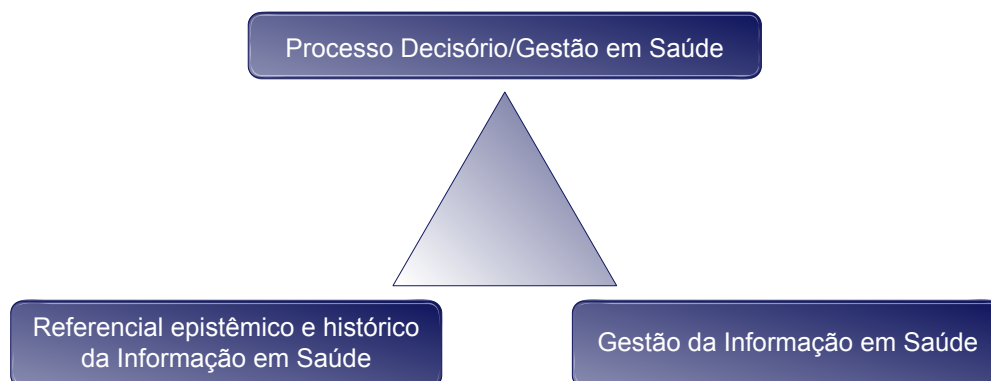 Processo Decisório/Gestão em Saúde
Referencial epistêmico e histórico
da Informação em Saúde
Gestão da Informação em Saúde